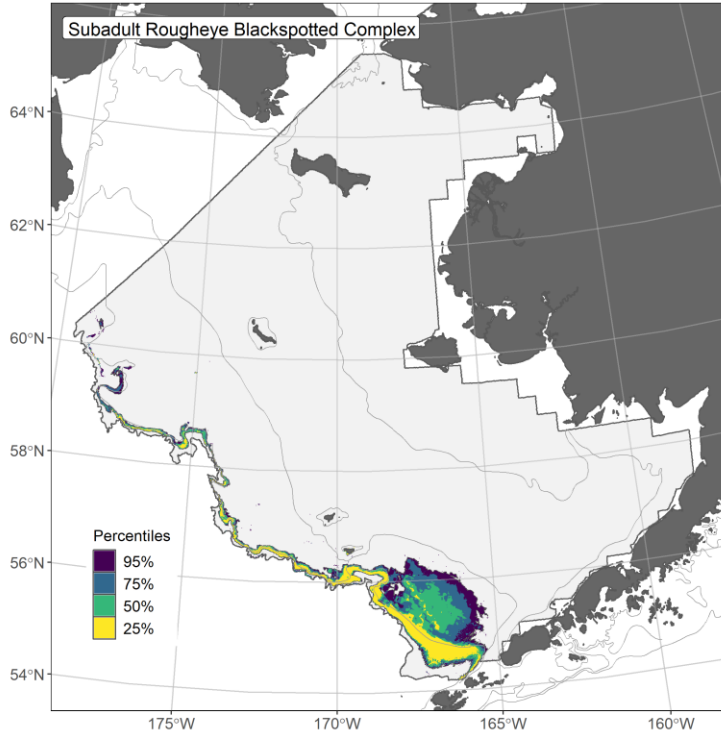 Subadult Rougheye Blackspotted Complex
64°N
62°N
60°N
58°N
56°N
54°N
Percentiles
95%
75%
50%
25%
175°W
170°W
165°W
160°W